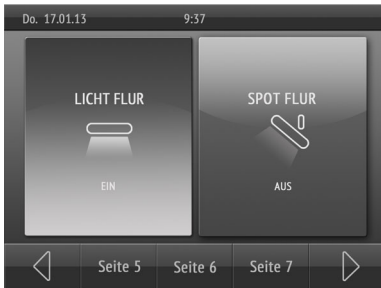 Do. 17.01.13 9:37
LICHT FLUR SPOT FLUR
EIN AUS
Seite 5 Seite 6 Seite 7